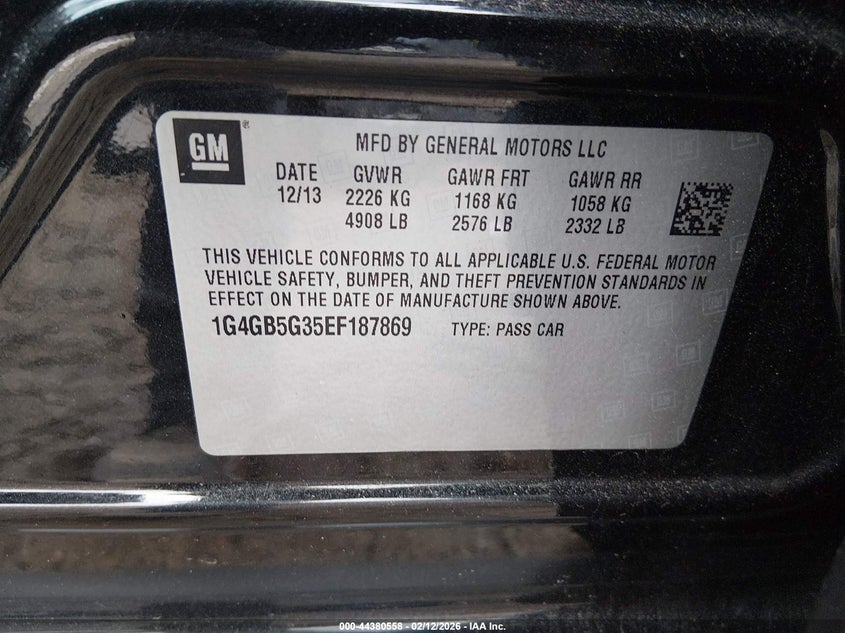 GM ®
MFD BY GENERAL MOTORS LLC
DATE GVWR GAWR FRT GAWR RR
12/13 2226 KG 1168 KG 1058 KG
4908 LB 2576 LB 2332 LB
THIS VEHICLE CONFORMS TO ALL APPLICABLE U.S. FEDERAL MOTOR
VEHICLE SAFETY, BUMPER, AND THEFT PREVENTION STANDARDS IN
EFFECT ON THE DATE OF MANUFACTURE SHOWN ABOVE.
1G4GB5G35EF187869 TYPE: PASS CAR
000-44380558 - 02/12/2026 - IAA Inc.